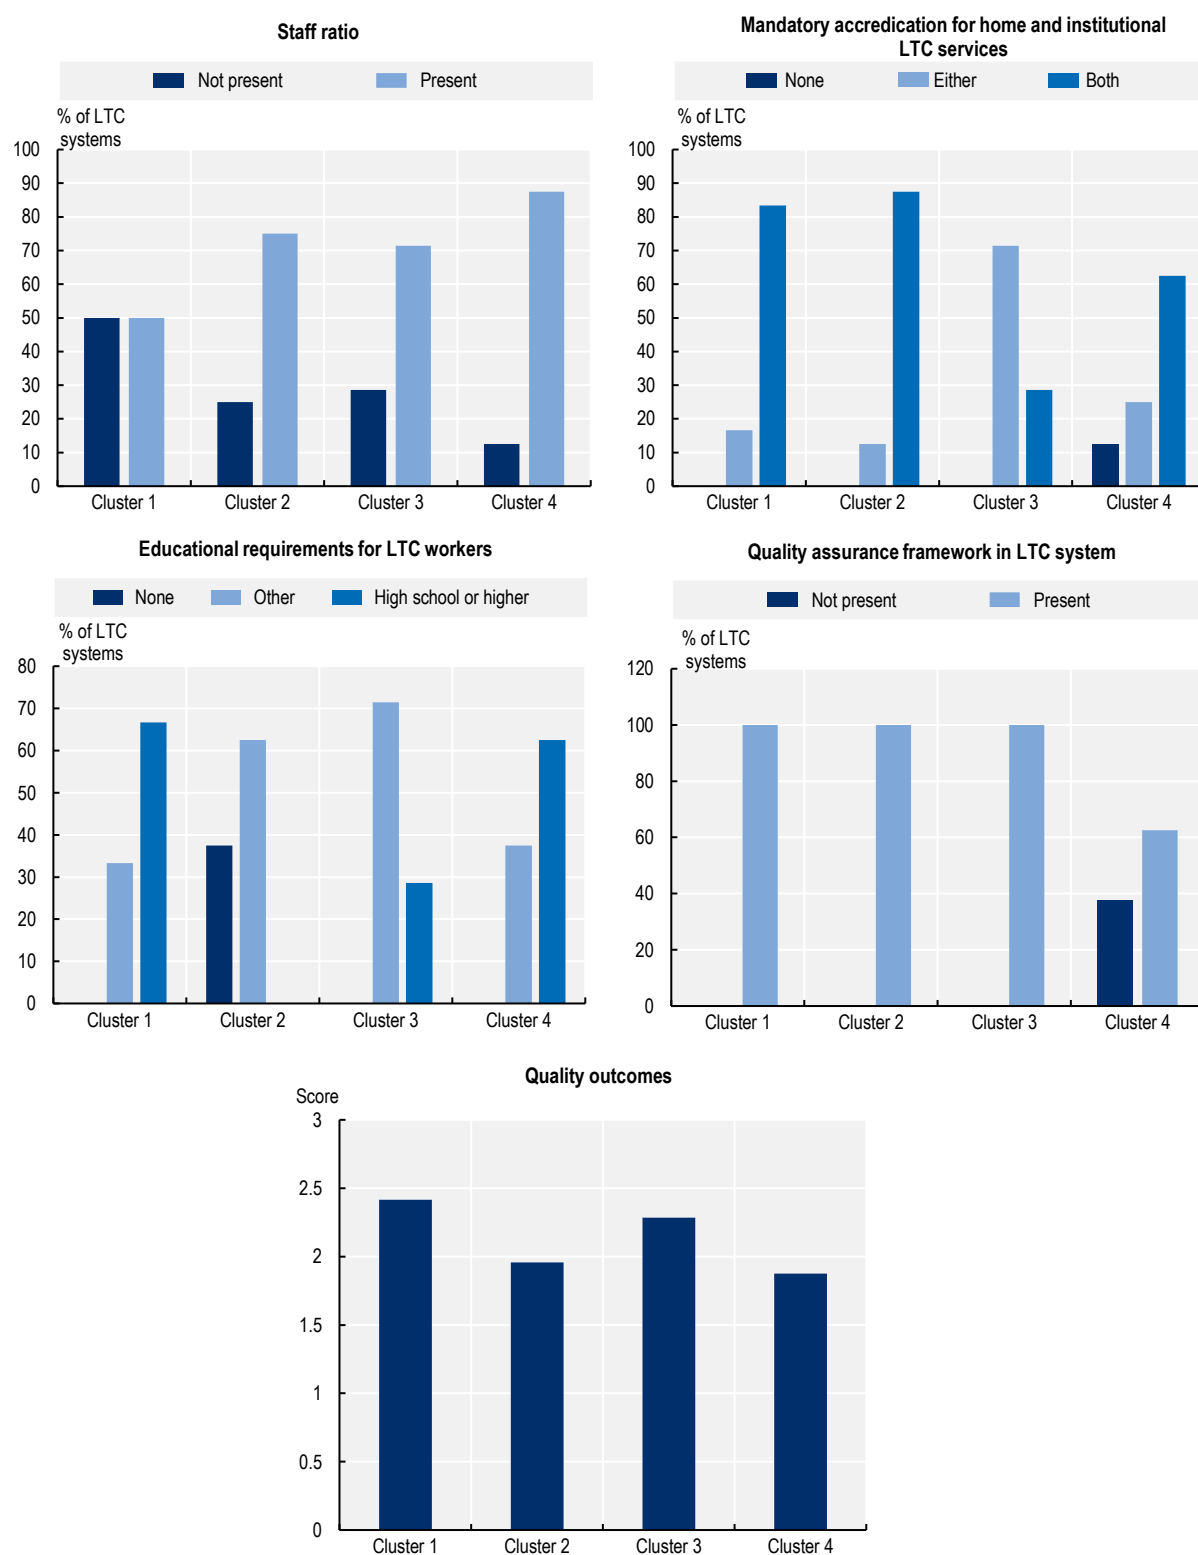 Staff ratio
Not present Present
% of LTC
systems
100
90
80
70
60
50
40
30
20
10
0
Cluster 1 Cluster 2 Cluster 3 Cluster 4
Mandatory accredication for home and institutional
LTC services
None Either Both
% of LTC
systems
100
90
80
70
60
50
40
30
20
10
0
Cluster 1 Cluster 2 Cluster 3 Cluster 4
Educational requirements for LTC workers
None Other High school or higher
% of LTC
systems
80
70
60
50
40
30
20
10
0
Cluster 1 Cluster 2 Cluster 3 Cluster 4
Quality assurance framework in LTC system
Not present Present
% of LTC
systems
120
100
80
60
40
20
0
Cluster 1 Cluster 2 Cluster 3 Cluster 4
Quality outcomes
Score
3
2.5
2
1.5
1
0.5
0
Cluster 1 Cluster 2 Cluster 3 Cluster 4